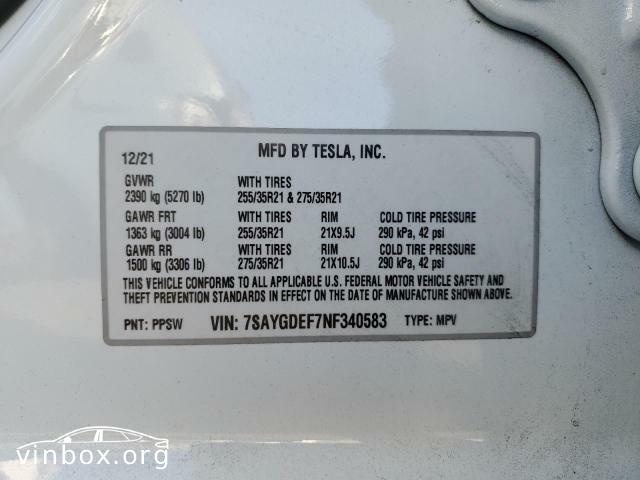 12/21 MFD BY TESLA, INC.
GVWR WITH TIRES
2390 kg (5270 lb) 255/35R21 & 275/35R21
GAWR FRT WITH TIRES RIM COLD TIRE PRESSURE
1363 kg (3004 lb) 255/35R21 21X9.5J 290 kPa, 42 psi
GAWR RR WITH TIRES RIM COLD TIRE PRESSURE
1500 kg (3306 lb) 275/35R21 21X10.5J 290 kPa, 42 psi
THIS VEHICLE CONFORMS TO ALL APPLICABLE U.S. FEDERAL MOTOR VEHICLE SAFETY AND
THEFT PREVENTION STANDARDS IN EFFECT ON THE DATE OF MANUFACTURE SHOWN ABOVE.
PNT: PPSW VIN: 7SAYGDEF7NF340583 TYPE: MPV
vinbox.org